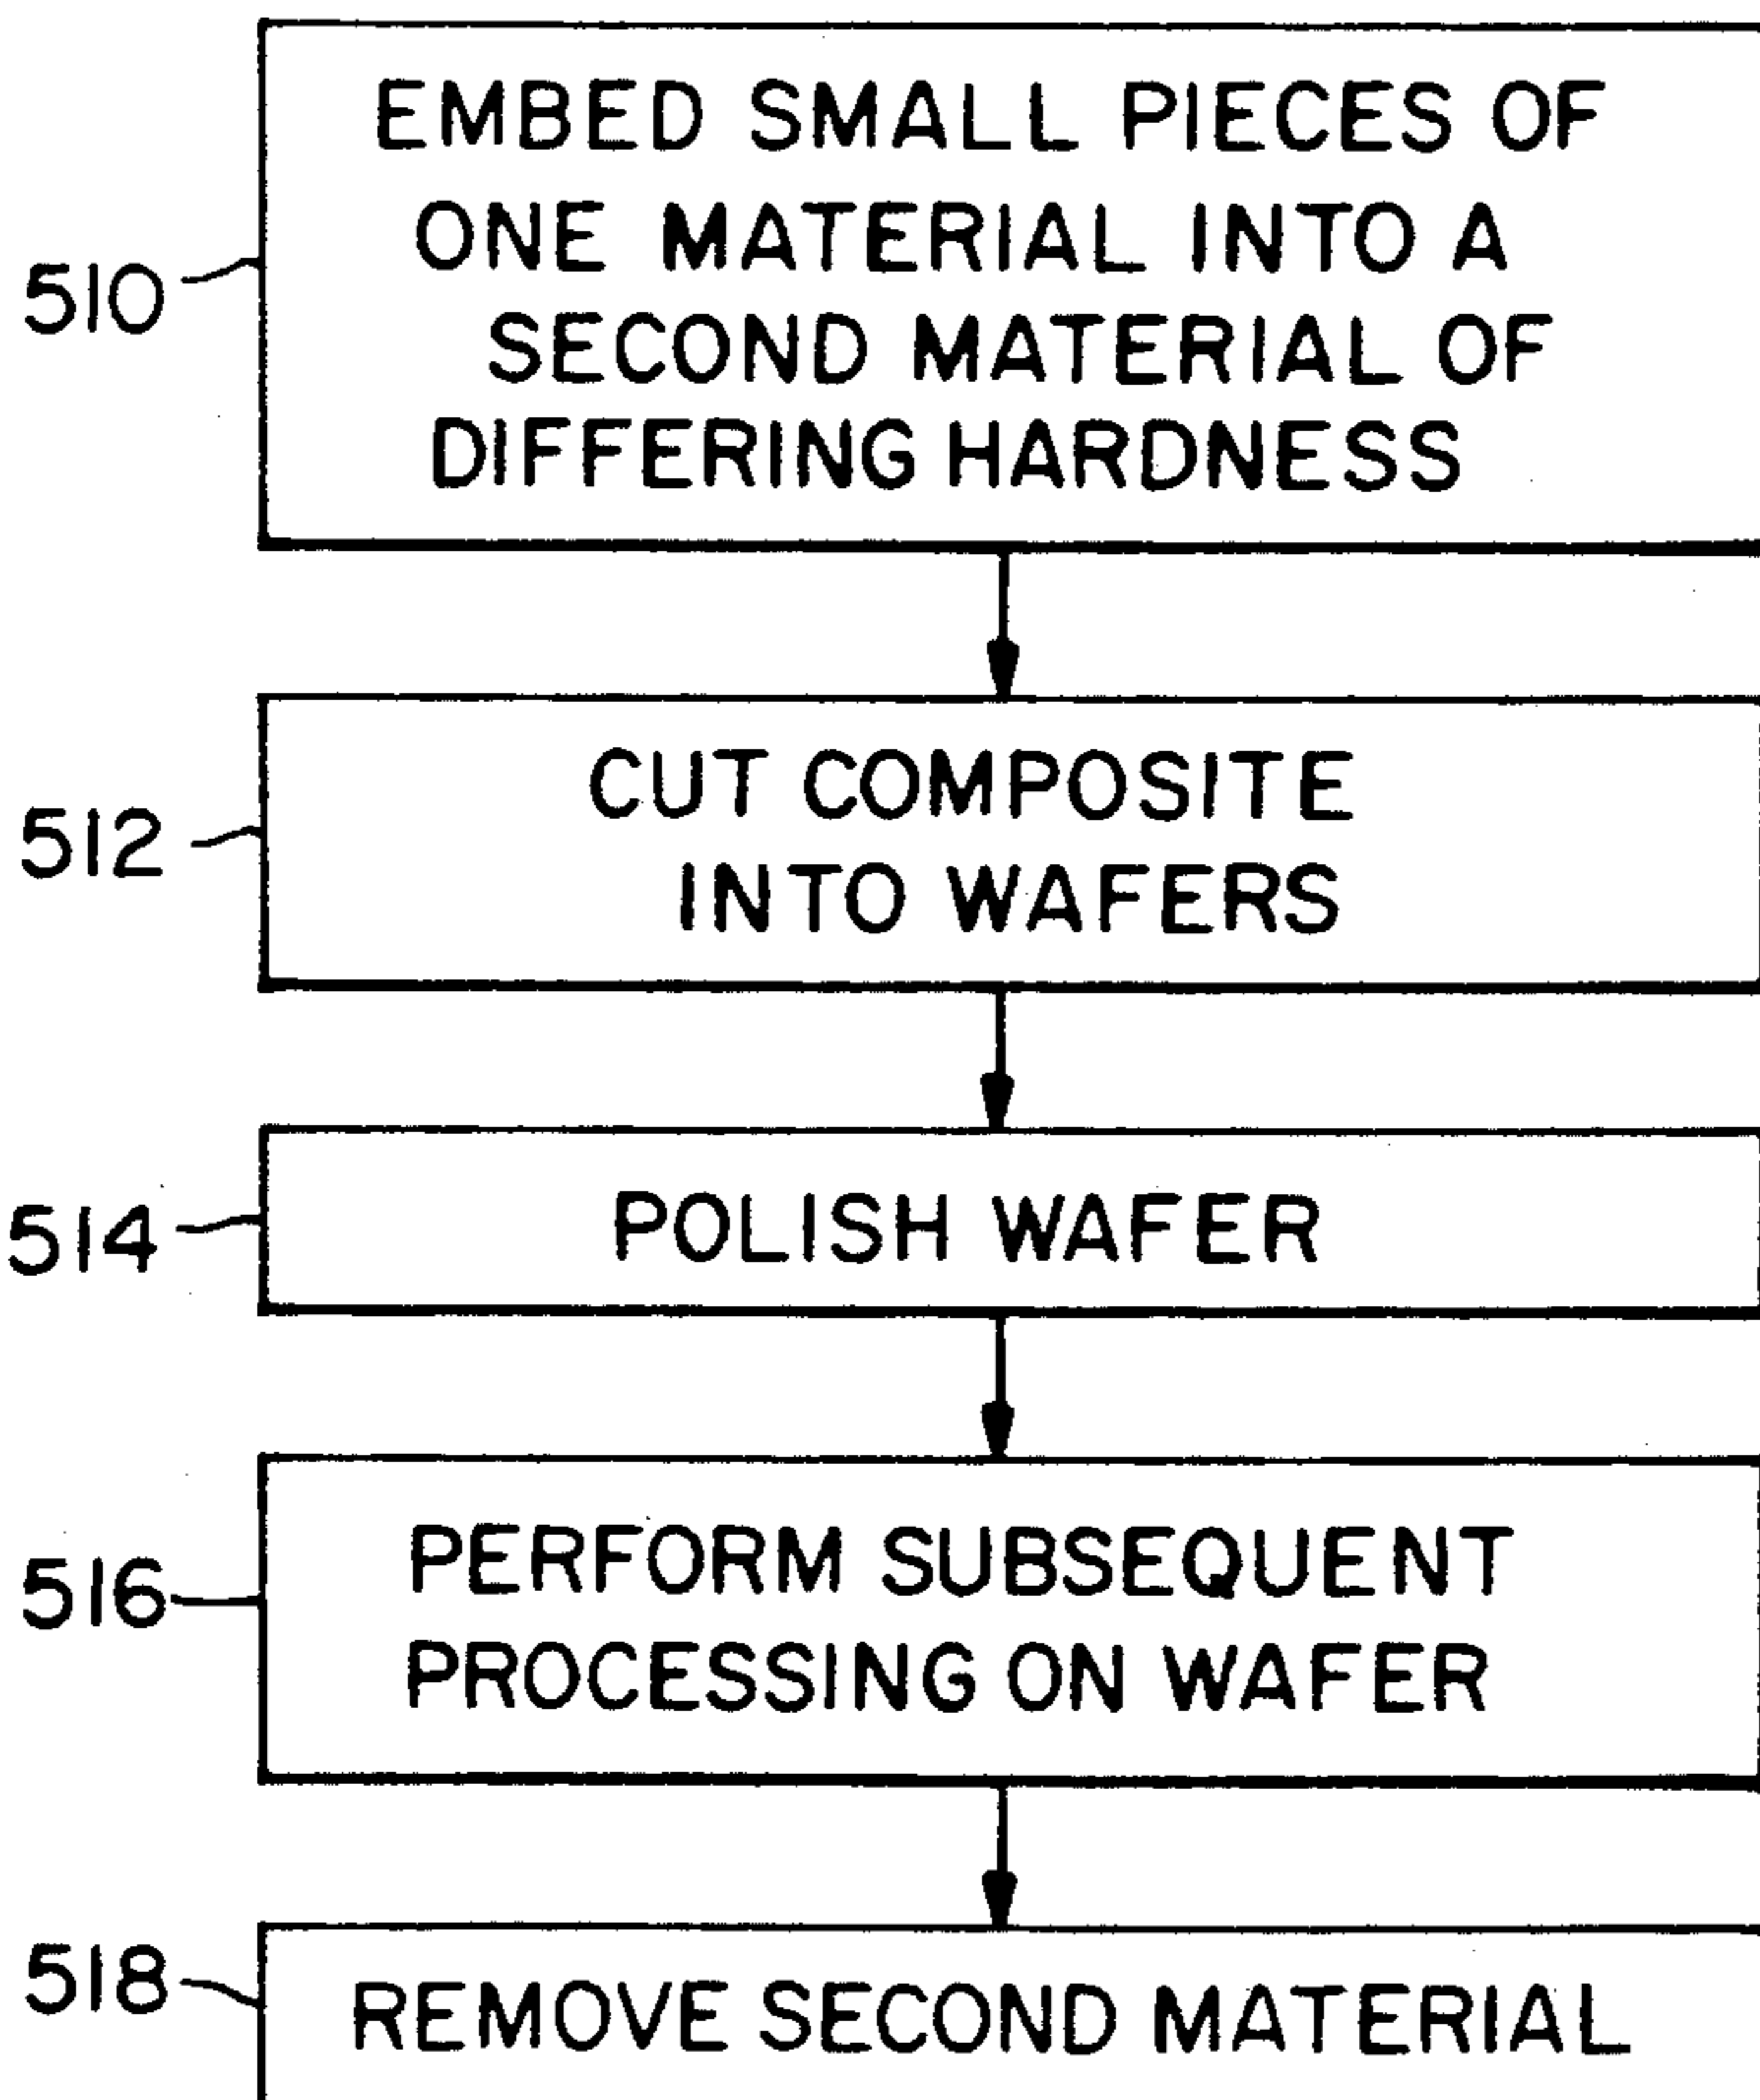 EMBED SMALL PIECES OF
ONE MATERIAL INTO A
SECOND MATERIAL OF
DIFFERING HARDNESS
510
CUT COMPOSITE
INTO WAFERS
512
POLISH WAFER
514
PERFORM SUBSEQUENT
PROCESSING ON WAFER
516
REMOVE SECOND MATERIAL
518